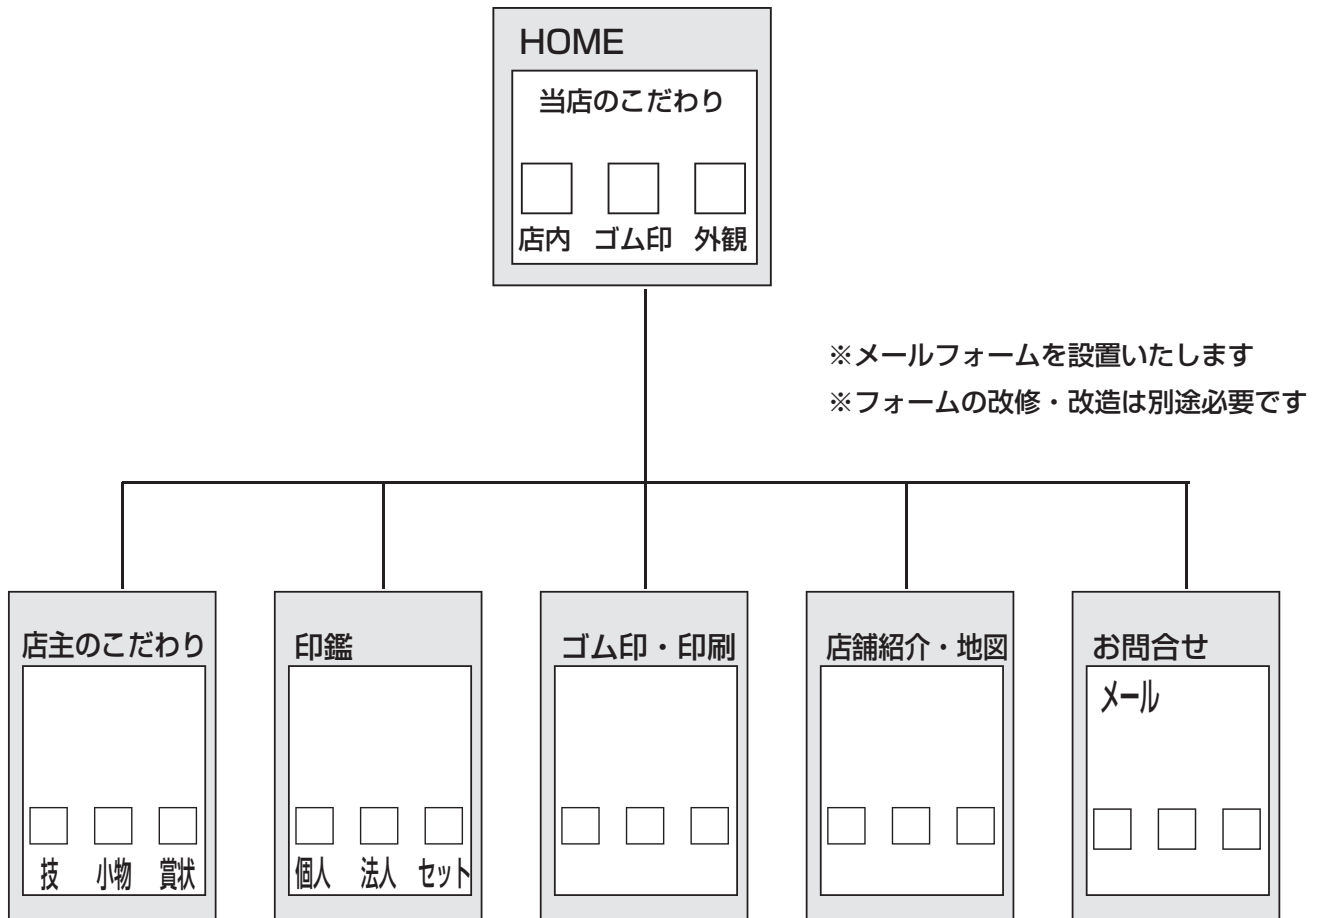 HOME
当店のこだわり
店内 ゴム印 外観
※メールフォームを設置いたします
※フォームの改修・改造は別途必要です
店主のこだわり
技 小物 賞状
印鑑
個人 法人 セット
ゴム印・印刷
店舗紹介・地図
お問合せ
メール